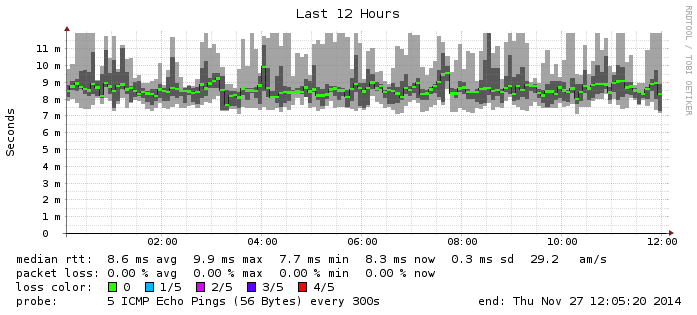 Last 12 Hours
RRDTOOL / TOBI OETIKER
Seconds
11 m
10 m
9 m
8 m
7 m
6 m
5 m
4 m
3 m
2 m
1 m
0
02:00 04:00 06:00 08:00 10:00 12:00
median rtt: 8.6 ms avg 9.9 ms max 7.7 ms min 8.3 ms now 0.3 ms sd 29.2 am/s
packet loss: 0.00 % avg 0.00 % max 0.00 % min 0.00 % now
loss color: 0 1/5 2/5 3/5 4/5
probe: 5 ICMP Echo Pings (56 Bytes) every 300s end: Thu Nov 27 12:05:20 2014